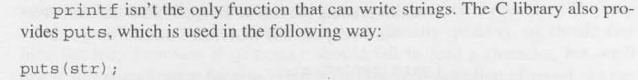 printf isn't the only function that can write strings. The C library also pro-
vides puts, which is used in the following way:
puts(str);